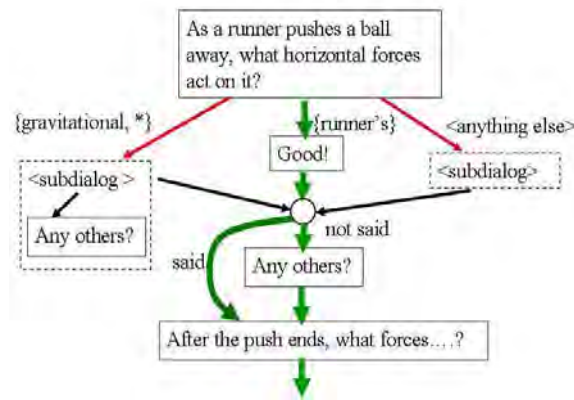 As a runner pushes a ball
away, what horizontal forces
act on it?
{gravitational, *}
{runner's}
<anything else>
Good!
<subdialog >
<subdialog>
Any others?
not said
said
Any others?
After the push ends, what forces….?